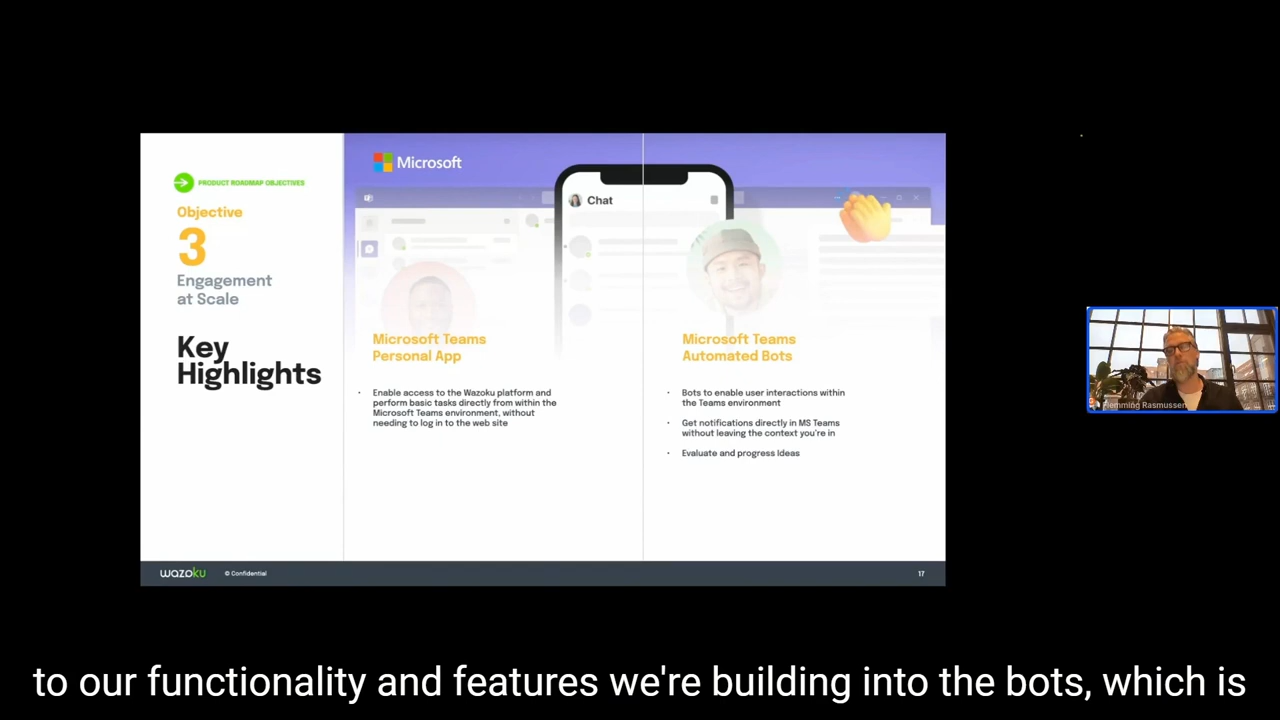 PRODUCT ROADMAP OBJECTIVES
Objective
3
Engagement
at Scale
Key
Highlights
Microsoft
Chat
Microsoft Teams
Personal App
• Enable access to the Wazoku platform and
perform basic tasks directly from within the
Microsoft Teams environment, without
needing to log in to the web site
Microsoft Teams
Automated Bots
• Bots to enable user interactions within
the Teams environment
• Get notifications directly in MS Teams
without leaving the context you're in
• Evaluate and progress Ideas
wazoku
© Confidential
17
Flemming Rasmussen
to our functionality and features we're building into the bots, which is